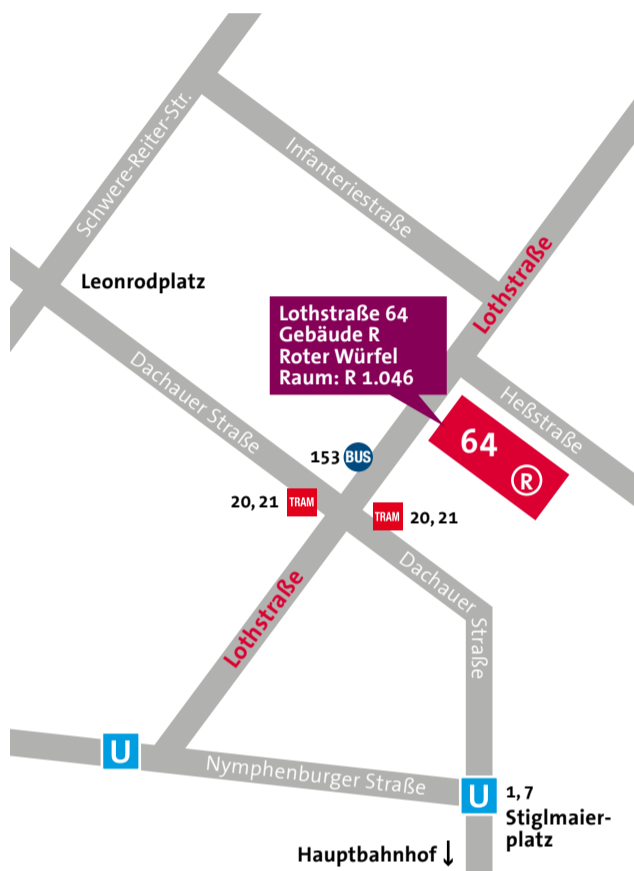 Schwere-Reiter-Str.
Infanteriestraße
Lothstraße
Leonrodplatz
Lothstraße 64
Gebäude R
Roter Würfel
Raum: R 1.046
Dachauer Straße
Heßstraße
64
R
153 BUS
20, 21 TRAM
TRAM 20, 21
Dachauer
Straße
Lothstraße
U
Nymphenburger Straße
U 1, 7
Stiglmaier-
platz
Hauptbahnhof ↓